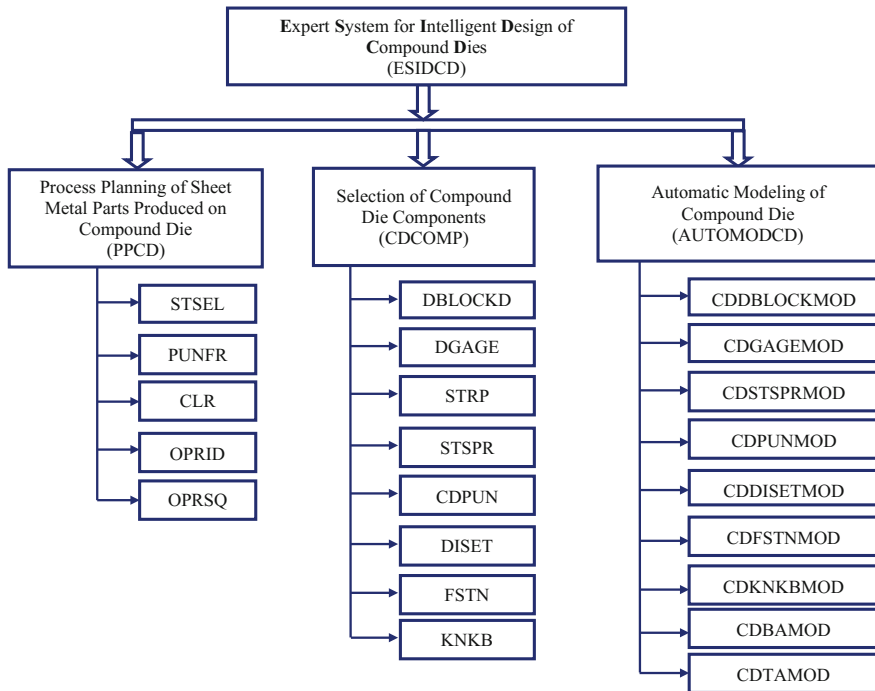 Expert System for Intelligent Design of
Compound Dies
(ESIDCD)
Process Planning of Sheet
Metal Parts Produced on
Compound Die
(PPCD)
STSEL
PUNFR
CLR
OPRID
OPRSQ
Selection of Compound
Die Components
(CDCOMP)
DBLOCKD
DGAGE
STRP
STSPR
CDPUN
DISET
FSTN
KNKB
Automatic Modeling of
Compound Die
(AUTOMODCD)
CDDBLOCKMOD
CDGAGEMOD
CDSTSPRMOD
CDPUNMOD
CDDISETMOD
CDFSTNMOD
CDKNKBMOD
CDBAMOD
CDTAMOD